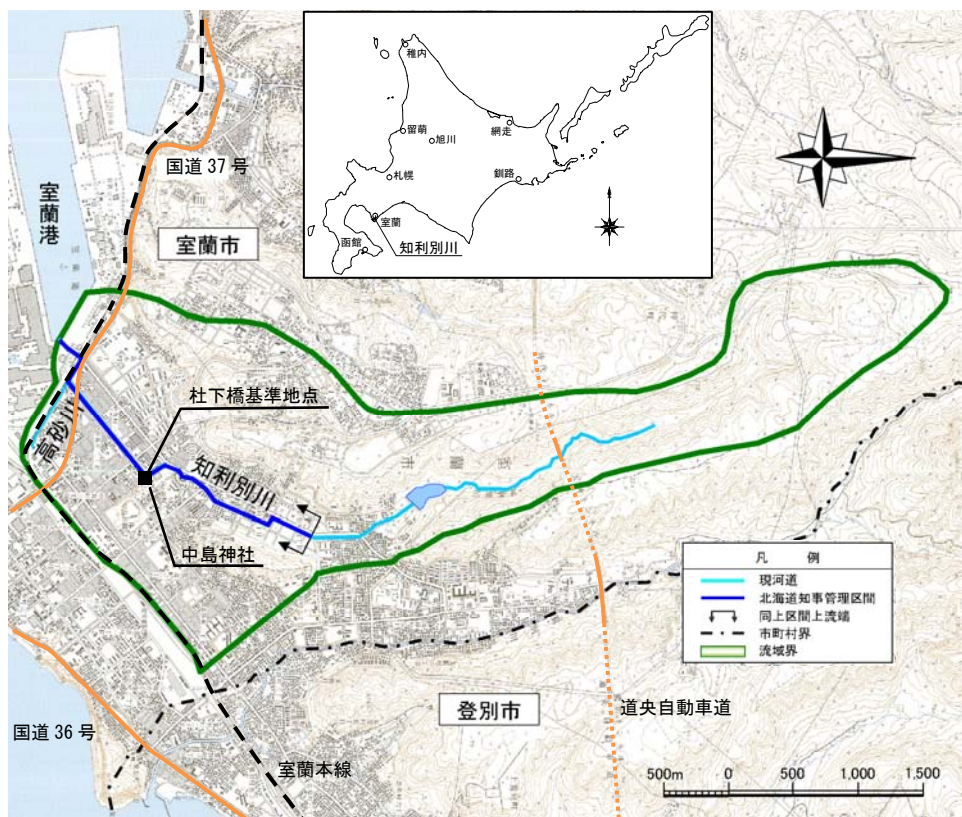 稚内
留萌
旭川
網走
札幌
釧路
室蘭
函館
知利別川
国道 37 号
室蘭港
室蘭市
杜下橋基準地点
高砂川
知利別川
中島神社
凡 例
現河道
北海道知事管理区間
同上区間上流端
市町村界
流域界
登別市
道央自動車道
国道 36 号
室蘭本線
500m 0 500 1,000 1,500